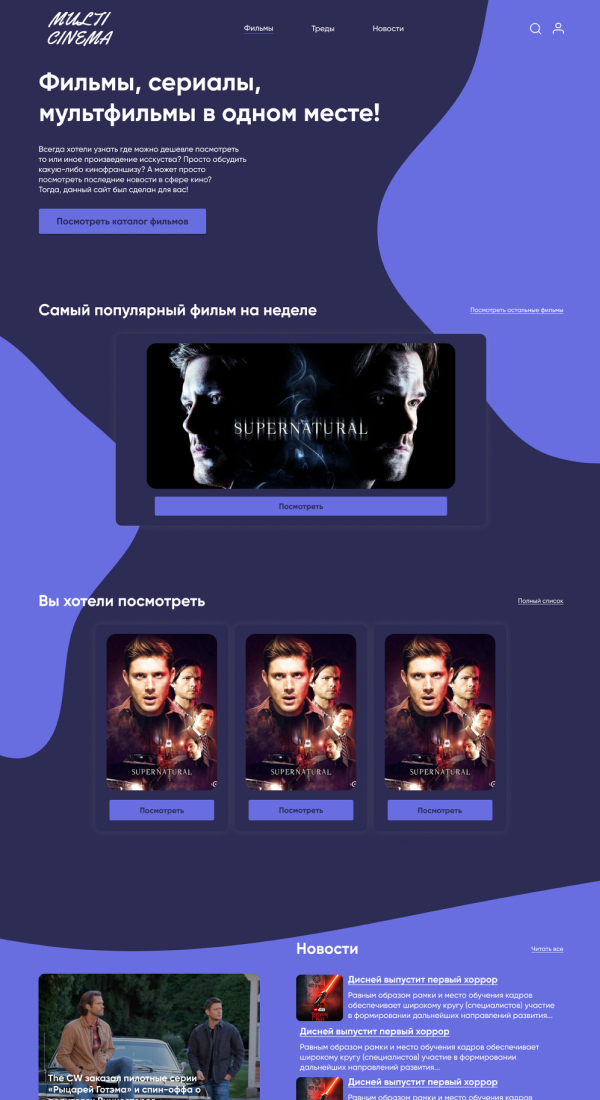 MULTI
CINEMA
Фильмы
Треды
Новости
Фильмы, сериалы,
мультфильмы в одном месте!
Всегда хотели узнать где можно дешевле посмотреть
то или иное произведение исскуства? Просто обсудить
какую-либо кинофраншизу? А может просто
посмотреть последние новости в сфере кино?
Тогда, данный сайт был сделан для вас!
Посмотреть каталог фильмов
Самый популярный фильм на неделе
Посмотреть остальные фильмы
SUPERNATURAL
Посмотреть
Вы хотели посмотреть
Полный список
SUPERNATURAL
SUPERNATURAL
SUPERNATURAL
Посмотреть
Посмотреть
Посмотреть
Новости
Читать все
Дисней выпустит первый хоррор
Равным образом рамки и место обучения кадров
обеспечивает широкому кругу (специалистов) участие
в формировании дальнейших направлений развития...
Дисней выпустит первый хоррор
Равным образом рамки и место обучения кадров обеспечивает
широкому кругу (специалистов) участие в формировании
дальнейших направлений развития...
The CW заказал пилотные серии
«Рыцарей Готэма» и спин-оффа о
Дисней выпустит первый хоррор
Равным образом рамки и место обучения кадров